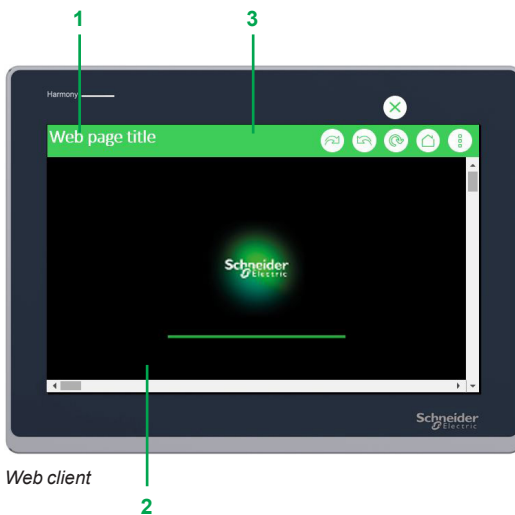 1
3
Harmony
Web page title
Schneider
Electric
Schneider
Electric
Web client
2